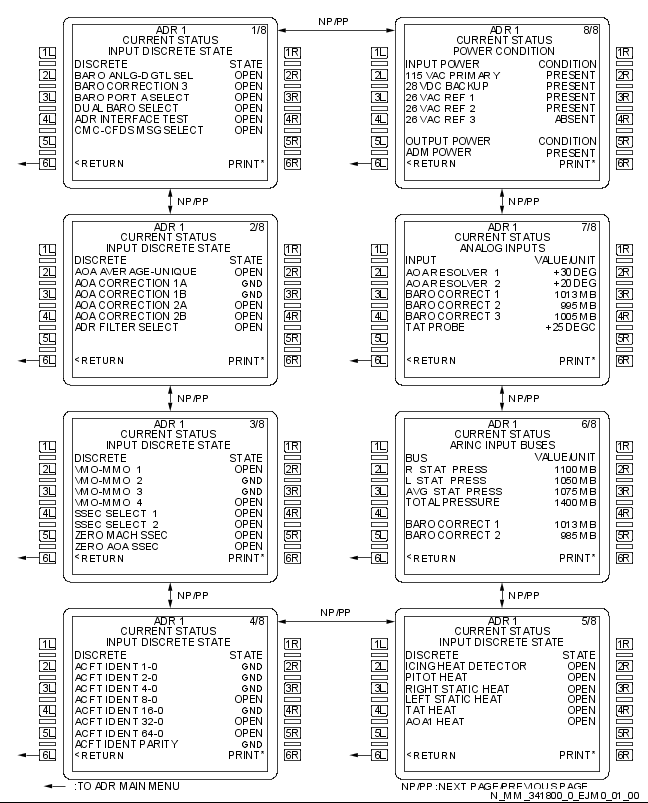 NP/PP
ADR 1 1/8
CURRENT STATUS
INPUT DISCRETE STATE
DISCRETE STATE
BARO ANLG-DGTL SEL OPEN
BARO CORRECTION 3 OPEN
BARO PORT A SELECT OPEN
DUAL BARO SELECT OPEN
ADR INTERFACE TEST OPEN
CMC-CFDS MSG SELECT OPEN
<RETURN PRINT*
1L
2L
3L
4L
5L
6L
1R
2R
3R
4R
5R
6R
ADR 1 8/8
CURRENT STATUS
POWER CONDITION
INPUT POWER CONDITION
115 VAC PRIMARY PRESENT
28 VDC BACKUP PRESENT
26 VAC REF 1 PRESENT
26 VAC REF 2 PRESENT
26 VAC REF 3 ABSENT
OUTPUT POWER CONDITION
ADM POWER PRESENT
<RETURN PRINT*
1L
2L
3L
4L
5L
6L
1R
2R
3R
4R
5R
6R
NP/PP
NP/PP
ADR 1 2/8
CURRENT STATUS
INPUT DISCRETE STATE
DISCRETE STATE
AOA AVERAGE-UNIQUE OPEN
AOA CORRECTION 1A GND
AOA CORRECTION 1B GND
AOA CORRECTION 2A OPEN
AOA CORRECTION 2B OPEN
ADR FILTER SELECT OPEN
<RETURN PRINT*
1L
2L
3L
4L
5L
6L
1R
2R
3R
4R
5R
6R
ADR 1 7/8
CURRENT STATUS
ANALOG INPUTS
INPUT VALUE/UNIT
AOA RESOLVER 1 +30 DEG
AOA RESOLVER 2 +20 DEG
BARO CORRECT 1 1013 MB
BARO CORRECT 2 995 MB
BARO CORRECT 3 1005 MB
TAT PROBE +25 DEGC
<RETURN PRINT*
1L
2L
3L
4L
5L
6L
1R
2R
3R
4R
5R
6R
NP/PP
NP/PP
ADR 1 3/8
CURRENT STATUS
INPUT DISCRETE STATE
DISCRETE STATE
VMO-MMO 1 OPEN
VMO-MMO 2 GND
VMO-MMO 3 GND
VMO-MMO 4 OPEN
SSEC SELECT 1 OPEN
SSEC SELECT 2 OPEN
ZERO MACH SSEC OPEN
ZERO AOA SSEC OPEN
<RETURN PRINT*
1L
2L
3L
4L
5L
6L
1R
2R
3R
4R
5R
6R
ADR 1 6/8
CURRENT STATUS
ARINC INPUT BUSES
BUS VALUE/UNIT
R STAT PRESS 1100 MB
L STAT PRESS 1050 MB
AVG STAT PRESS 1075 MB
TOTAL PRESSURE 1400 MB
BARO CORRECT 1 1013 MB
BARO CORRECT 2 985 MB
<RETURN PRINT*
1L
2L
3L
4L
5L
6L
1R
2R
3R
4R
5R
6R
NP/PP
NP/PP
NP/PP
ADR 1 4/8
CURRENT STATUS
INPUT DISCRETE STATE
DISCRETE STATE
ACFT IDENT 1-0 GND
ACFT IDENT 2-0 GND
ACFT IDENT 4-0 GND
ACFT IDENT 8-0 OPEN
ACFT IDENT 16-0 GND
ACFT IDENT 32-0 OPEN
ACFT IDENT 64-0 OPEN
ACFT IDENT PARITY GND
<RETURN PRINT*
1L
2L
3L
4L
5L
6L
1R
2R
3R
4R
5R
6R
ADR 1 5/8
CURRENT STATUS
INPUT DISCRETE STATE
DISCRETE STATE
ICING HEAT DETECTOR OPEN
PITOT HEAT OPEN
RIGHT STATIC HEAT OPEN
LEFT STATIC HEAT OPEN
TAT HEAT OPEN
AOA1 HEAT OPEN
<RETURN PRINT*
1L
2L
3L
4L
5L
6L
1R
2R
3R
4R
5R
6R
:TO ADR MAIN MENU
NP/PP :NEXT PAGE/PREVIOUS PAGE
N_MM_341800_0_EJM0_01_00